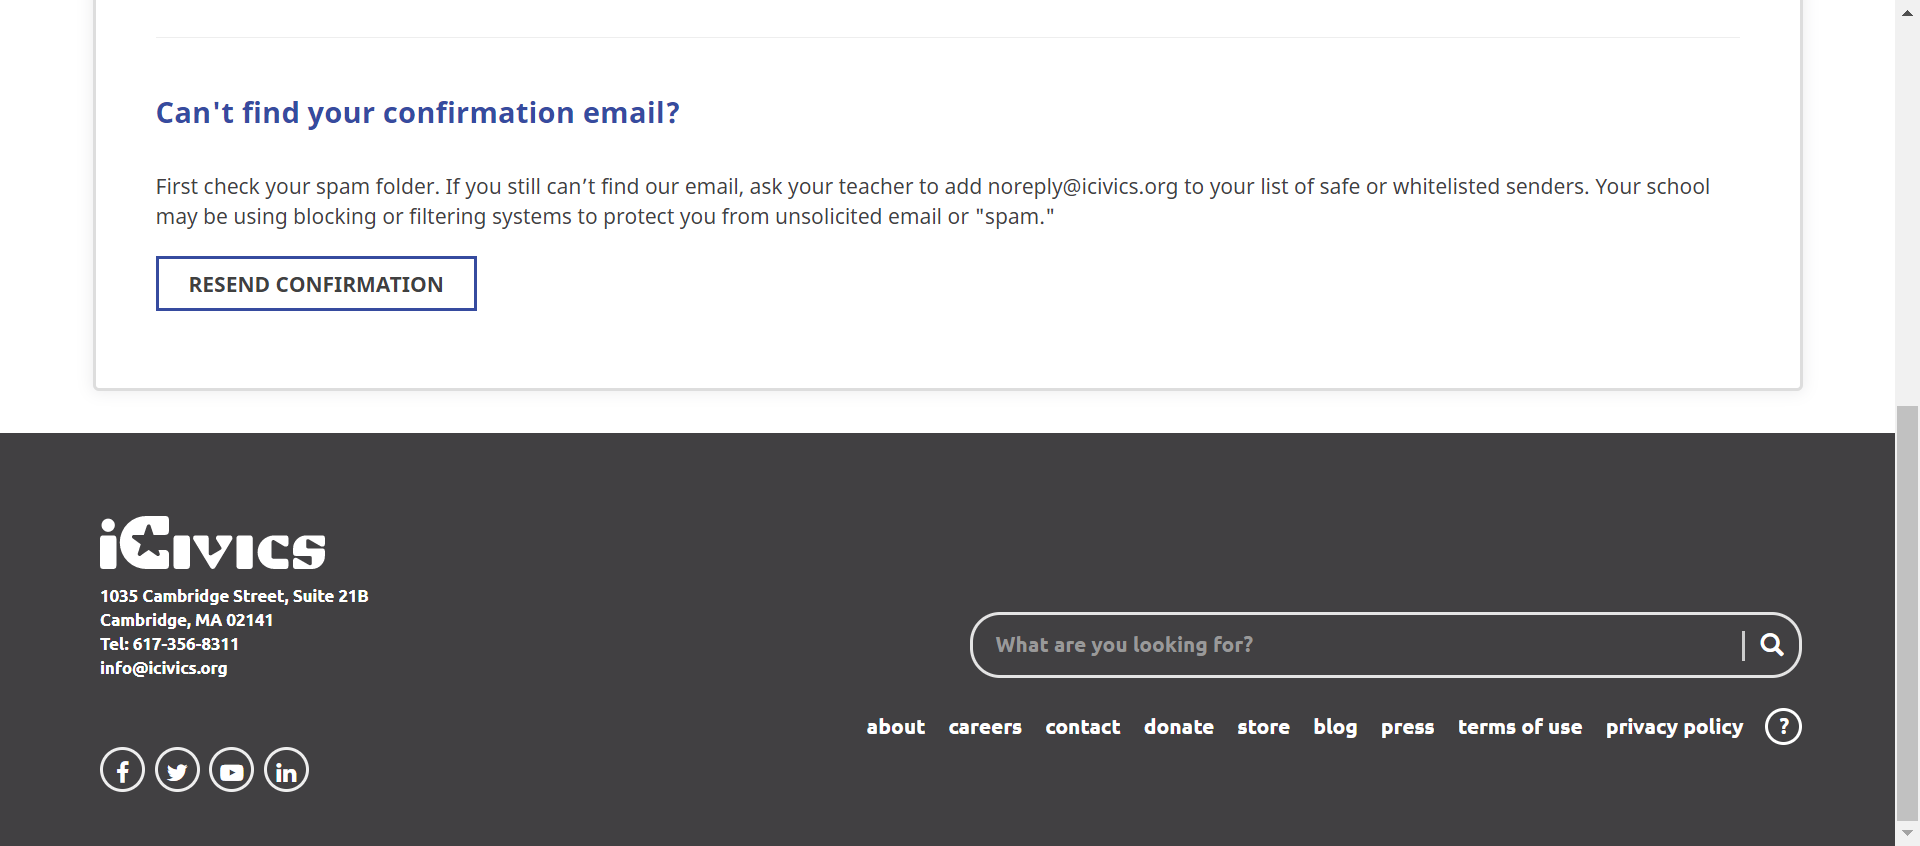 Can't find your confirmation email?
First check your spam folder. If you still can’t find our email, ask your teacher to add noreply@icivics.org to your list of safe or whitelisted senders. Your school
may be using blocking or filtering systems to protect you from unsolicited email or "spam."
RESEND CONFIRMATION
iCivics
1035 Cambridge Street, Suite 21B
Cambridge, MA 02141
Tel: 617-356-8311
info@icivics.org
What are you looking for?
about careers contact donate store blog press terms of use privacy policy ?